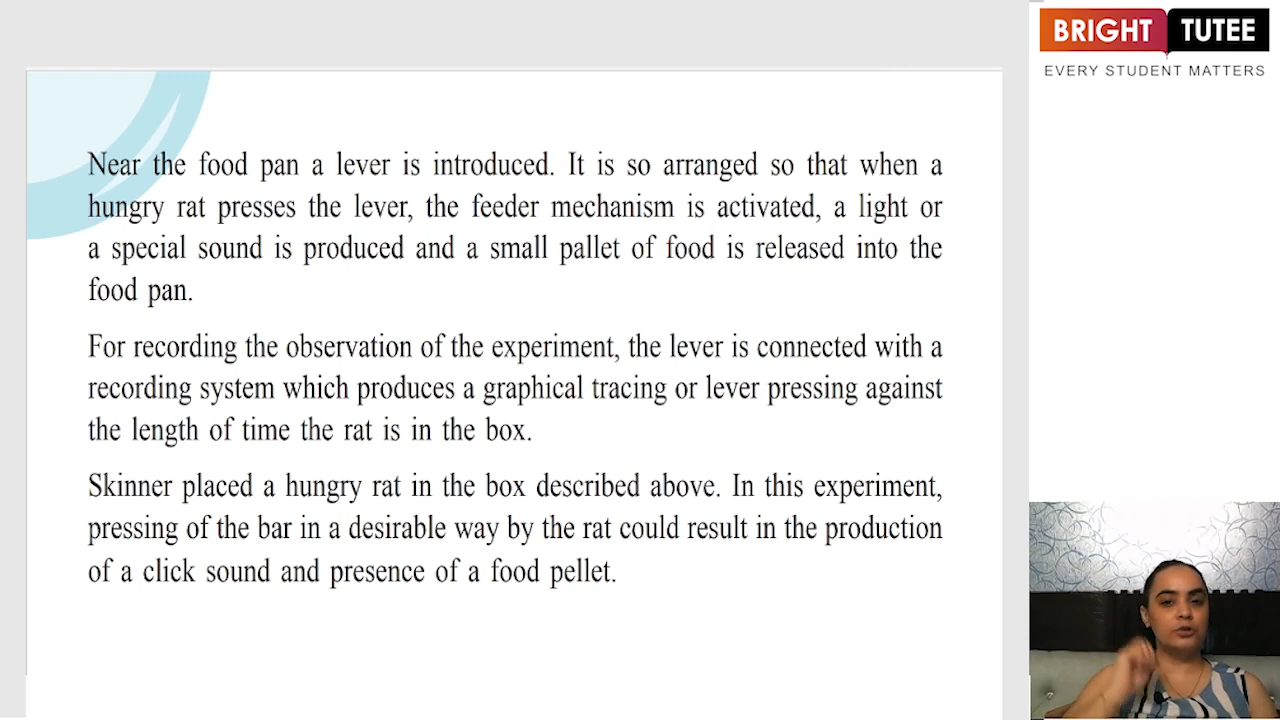 BRIGHT TUTEE
EVERY STUDENT MATTERS
Near the food pan a lever is introduced. It is so arranged so that when a
hungry rat presses the lever, the feeder mechanism is activated, a light or
a special sound is produced and a small pallet of food is released into the
food pan.
For recording the observation of the experiment, the lever is connected with a
recording system which produces a graphical tracing or lever pressing against
the length of time the rat is in the box.
Skinner placed a hungry rat in the box described above. In this experiment,
pressing of the bar in a desirable way by the rat could result in the production
of a click sound and presence of a food pellet.